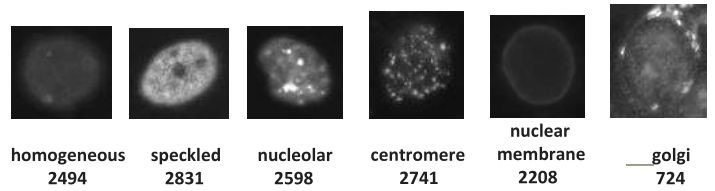 homogeneous
2494
speckled
2831
nucleolar
2598
centromere
2741
nuclear
membrane
2208
golgi
724